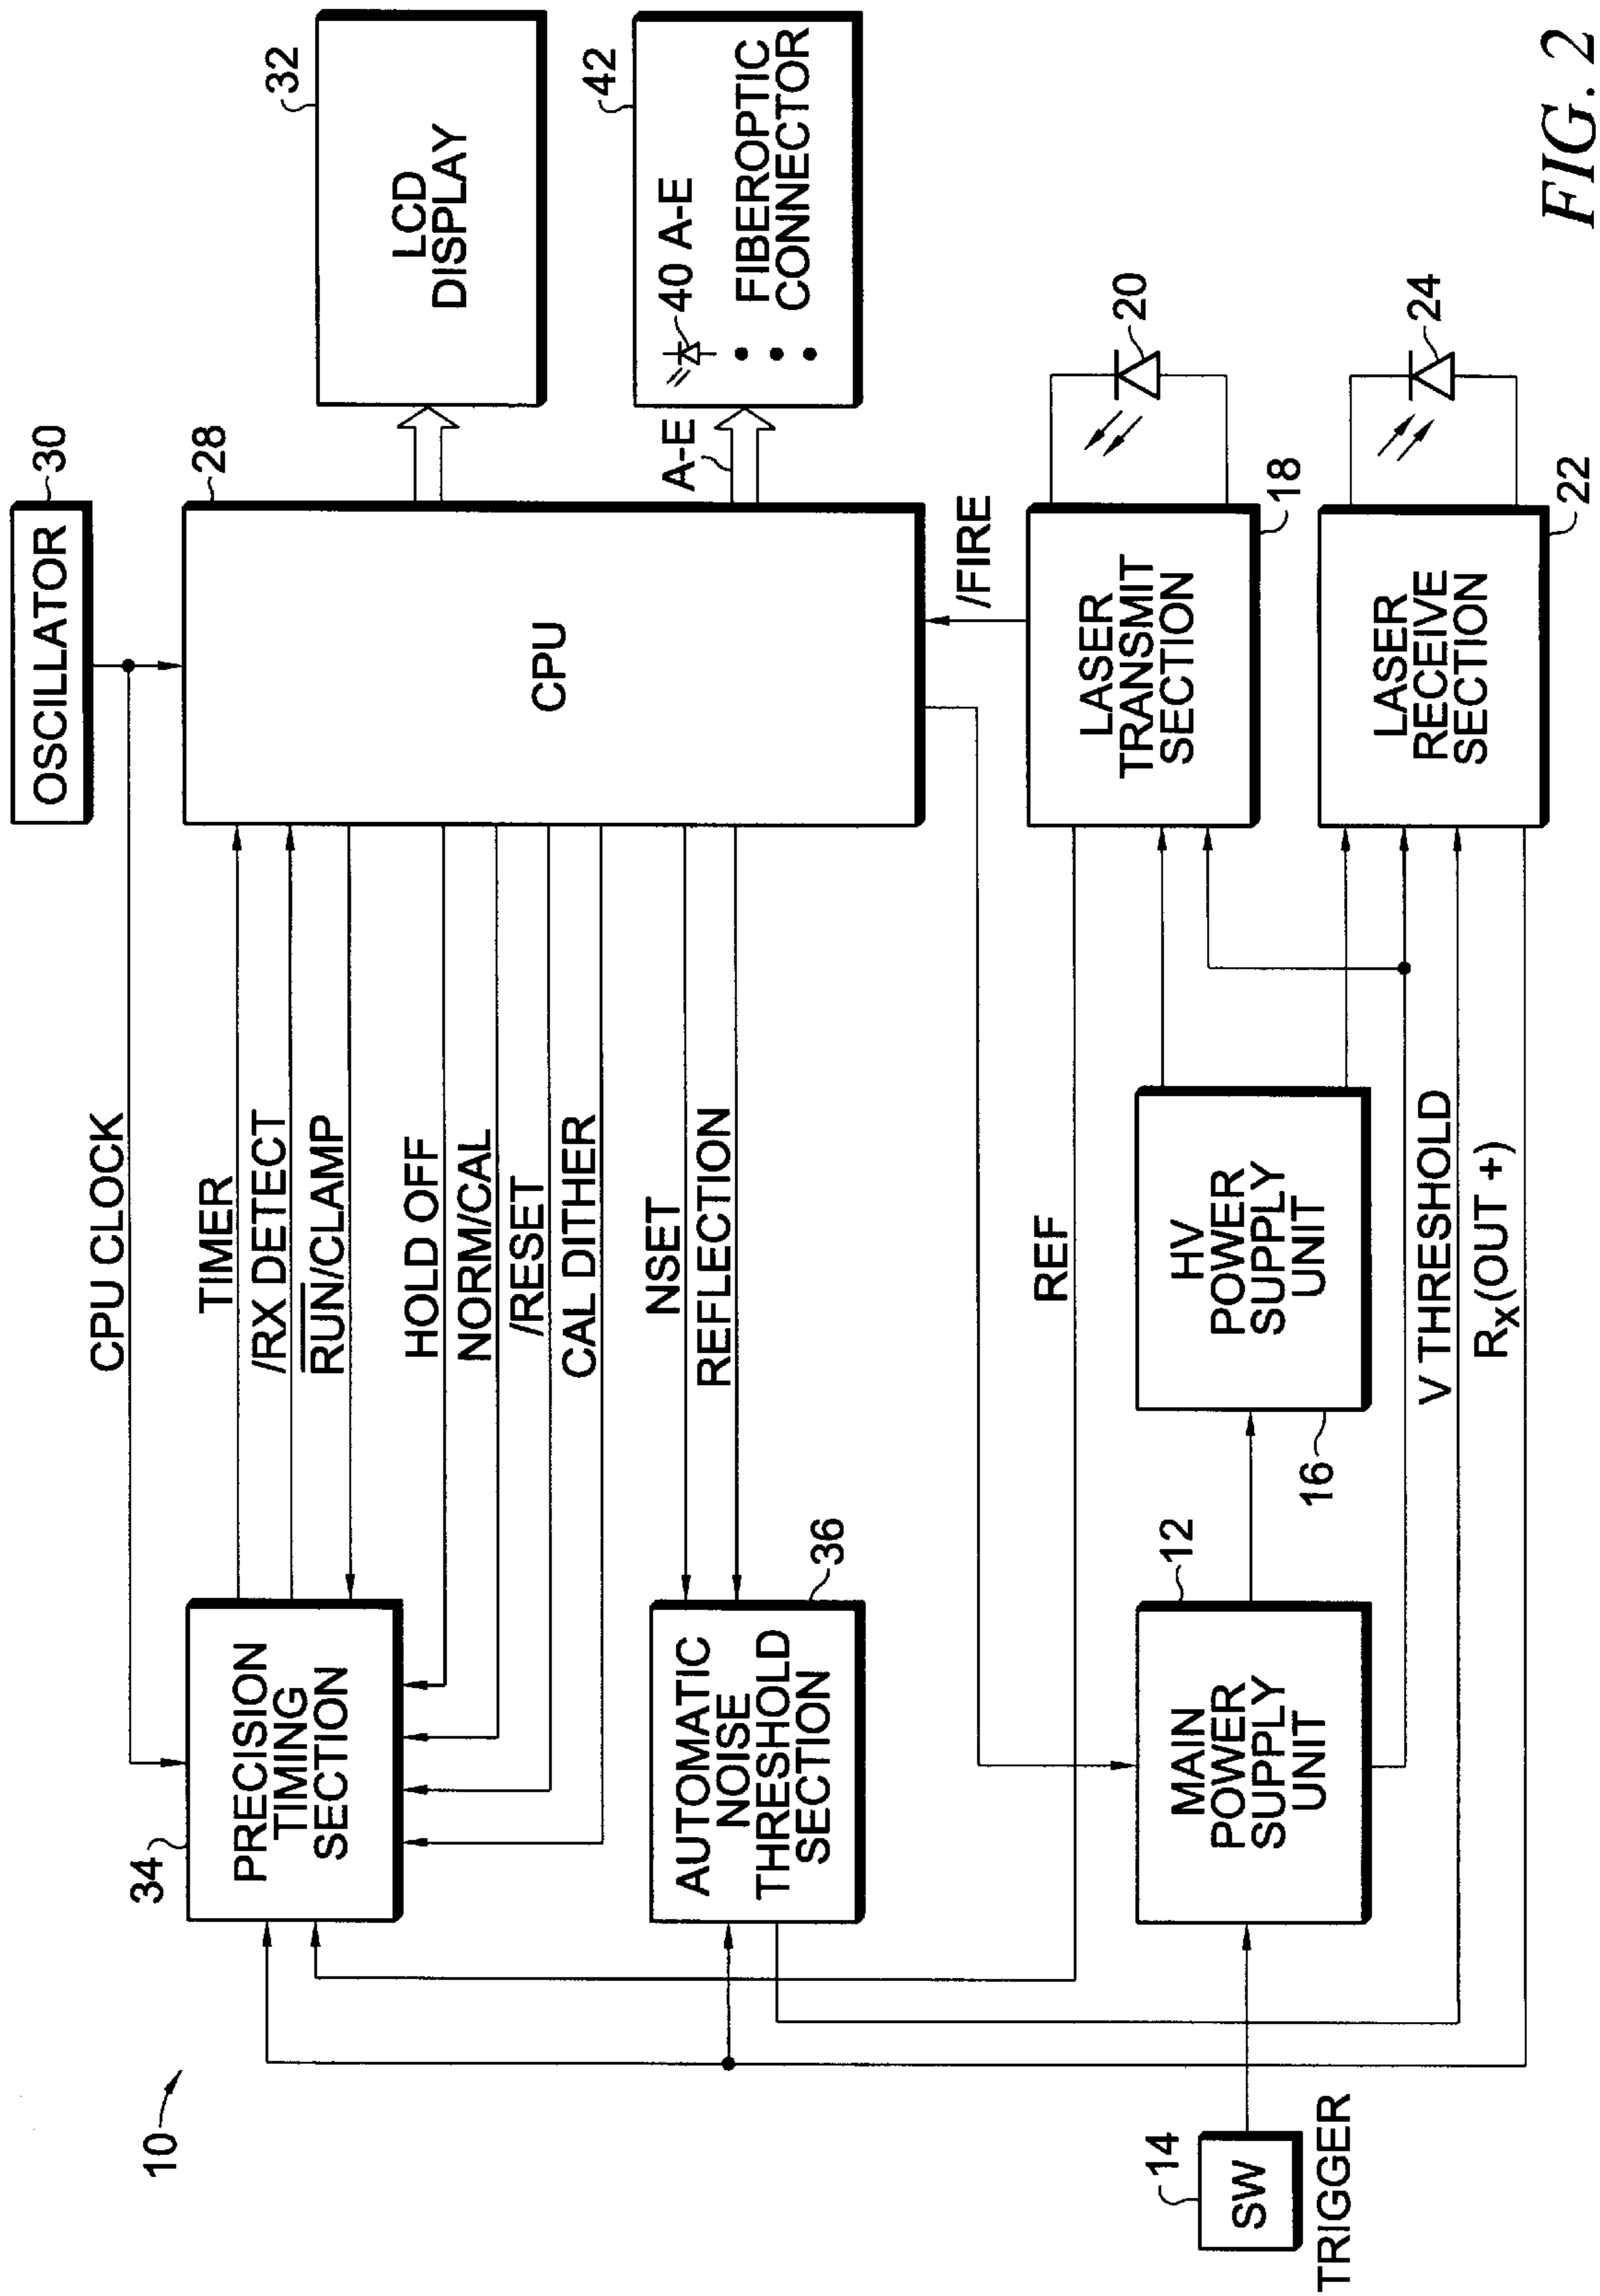 10
OSCILLATOR
30
CPU CLOCK
34
PRECISION
TIMING
SECTION
TIMER
/RX DETECT
RUN/CLAMP
HOLD OFF
NORM/CAL
/RESET
CAL DITHER
CPU
28
LCD
DISPLAY
32
AUTOMATIC
NOISE
THRESHOLD
SECTION
36
NSET
REFLECTION
A-E
40 A-E
FIBEROPTIC
CONNECTOR
42
/FIRE
REF
14
SW
TRIGGER
MAIN
POWER
SUPPLY
UNIT
12
HV
POWER
SUPPLY
UNIT
16
LASER
TRANSMIT
SECTION
18
20
LASER
RECEIVE
SECTION
22
24
V THRESHOLD
RX(OUT +)
FIG. 2